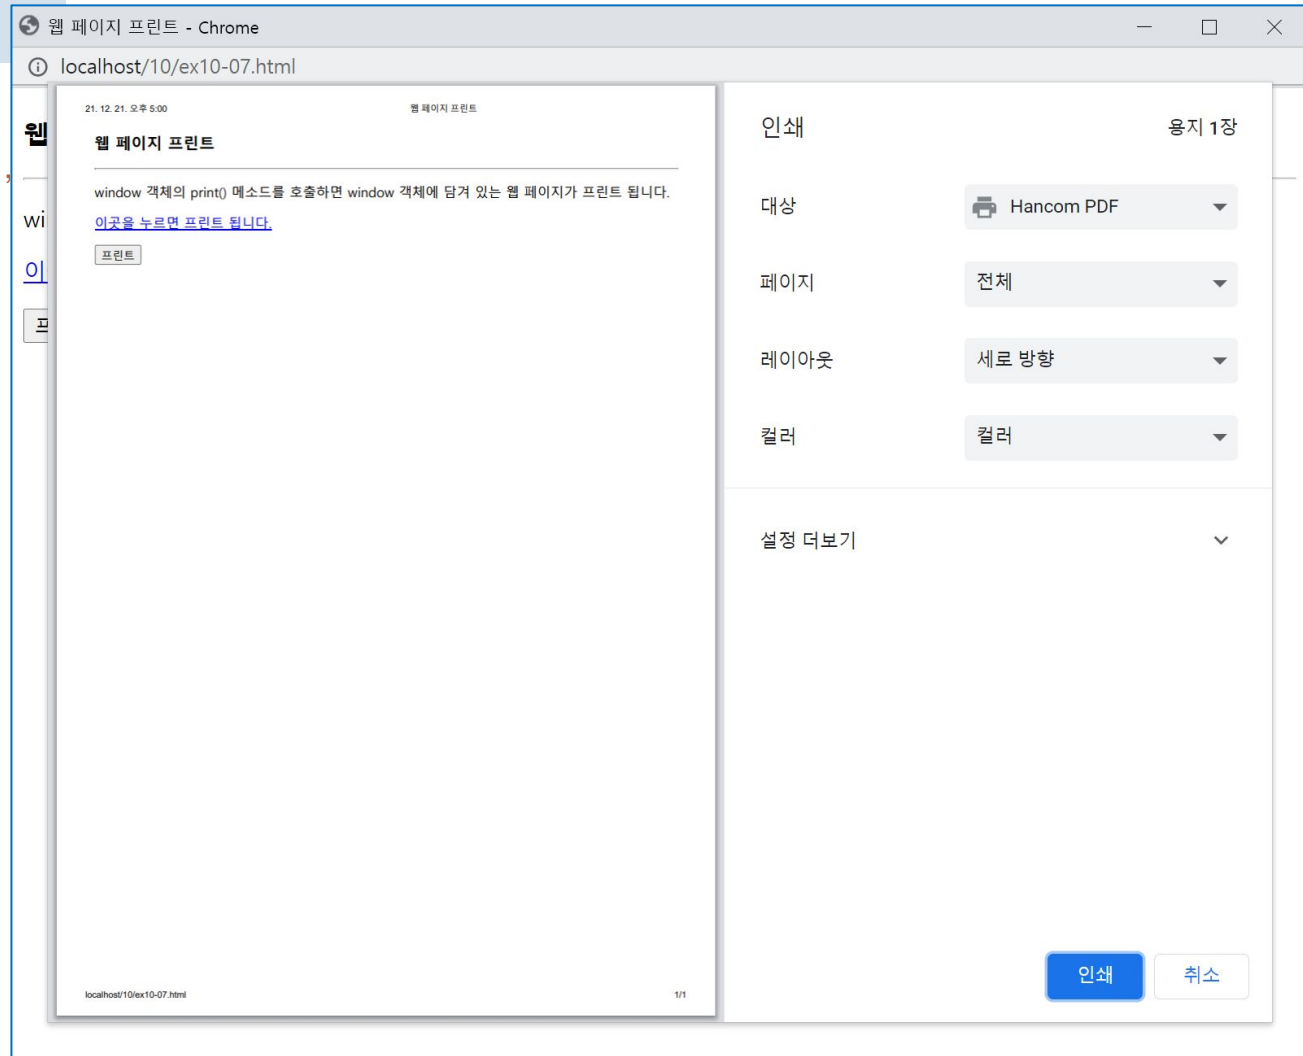 웹 페이지 프린트 - Chrome
localhost/10/ex10-07.html
웹
wi
이
프
21. 12. 21. 오후 5:00
웹 페이지 프린트
웹 페이지 프린트
window 객체의 print() 메소드를 호출하면 window 객체에 담겨 있는 웹 페이지가 프린트 됩니다.
이곳을 누르면 프린트 됩니다.
프린트
localhost/10/ex10-07.html
1/1
인쇄
용지 1장
대상
Hancom PDF
페이지
전체
레이아웃
세로 방향
컬러
컬러
설정 더보기
인쇄
취소